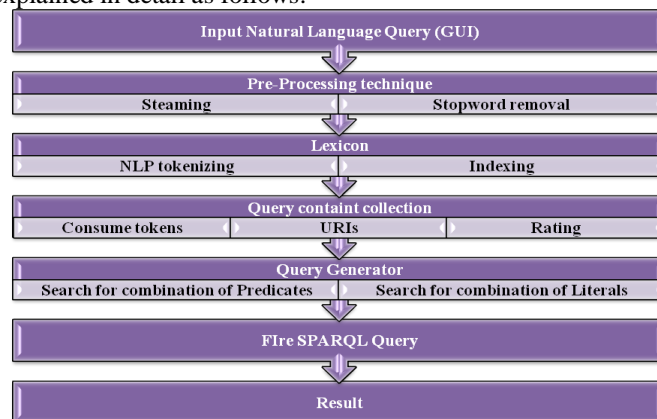 explained in detail as follows:
Input Natural Language Query (GUI)
Pre-Processing technique
Steaming Stopword removal
Lexicon
NLP tokenizing Indexing
Query containt collection
Consume tokens URIs Rating
Query Generator
Search for combination of Predicates Search for combination of Literals
FIre SPARQL Query
Result